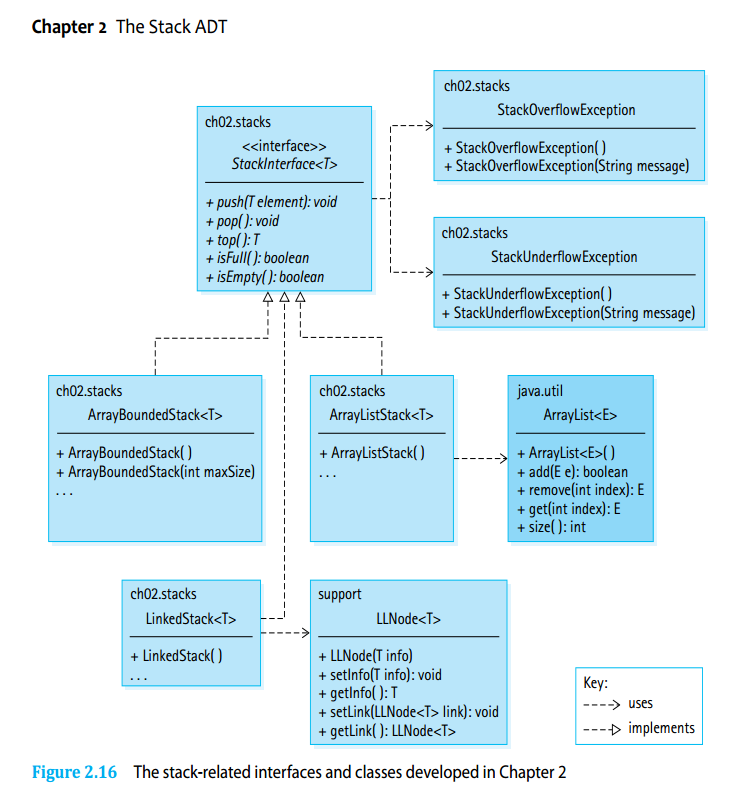 Chapter 2 The Stack ADT
ch02.stacks
<<interface>>
StackInterface<T>
+ push(T element): void
+ pop( ): void
+ top( ): T
+ isFull( ): boolean
+ isEmpty( ): boolean
ch02.stacks
StackOverflowException
+ StackOverflowException( )
+ StackOverflowException(String message)
ch02.stacks
StackUnderflowException
+ StackUnderflowException( )
+ StackUnderflowException(String message)
ch02.stacks
ArrayBoundedStack<T>
+ ArrayBoundedStack( )
+ ArrayBoundedStack(int maxSize)
. . .
ch02.stacks
ArrayListStack<T>
+ ArrayListStack( )
. . .
java.util
ArrayList<E>
+ ArrayList<E>( )
+ add(E e): boolean
+ remove(int index): E
+ get(int index): E
+ size( ): int
ch02.stacks
LinkedStack<T>
+ LinkedStack( )
. . .
support
LLNode<T>
+ LLNode(T info)
+ setInfo(T info): void
+ getInfo( ): T
+ setLink(LLNode<T> link): void
+ getLink( ): LLNode<T>
Key:
uses
implements
Figure 2.16 The stack-related interfaces and classes developed in Chapter 2